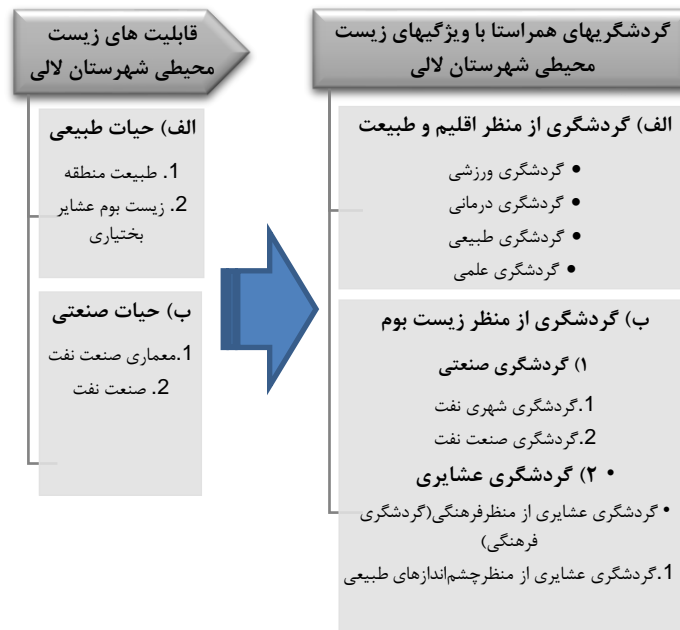 گردشگریهای همراستا با ویژگیهای زیست
محیطی شهرستان لالی
الف) گردشگری از منظر اقلیم و طبیعت
• گردشگری ورزشی
• گردشگری درمانی
• گردشگری طبیعی
• گردشگری علمی
ب) گردشگری از منظر زیست بوم
۱) گردشگری صنعتی
1.گردشگری شهری نفت
2.گردشگری صنعت نفت
• ۲) گردشگری عشایری
• گردشگری عشایری از منظرفرهنگی(گردشگری
فرهنگی)
1.گردشگری عشایری از منظرچشم‌اندازهای طبیعی
قابلیت های زیست
محیطی شهرستان لالی
الف) حیات طبیعی
1. طبیعت منطقه
2. زیست بوم عشایر
بختیاری
ب) حیات صنعتی
1.معماری صنعت نفت
2. صنعت نفت